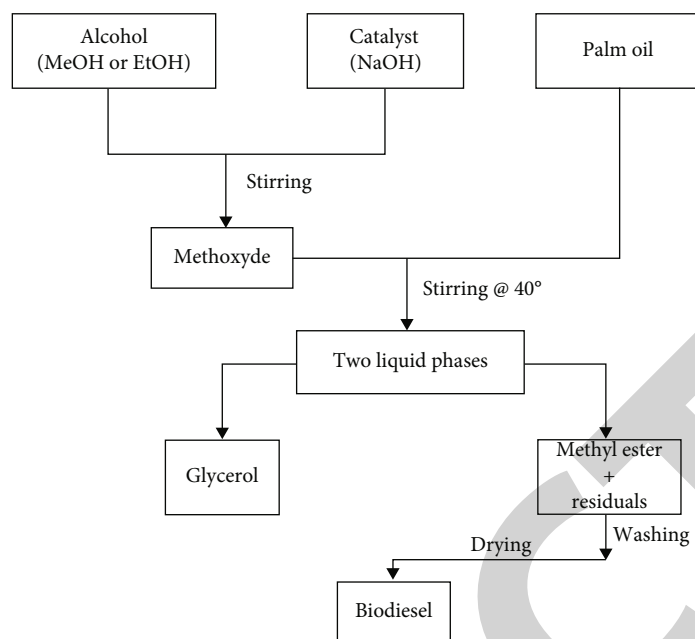 Alcohol
(MeOH or EtOH)
Catalyst
(NaOH)
Palm oil
Stirring
Methoxyde
Stirring @ 40°
Two liquid phases
Glycerol
Methyl ester
+
residuals
Washing
Drying
Biodiesel